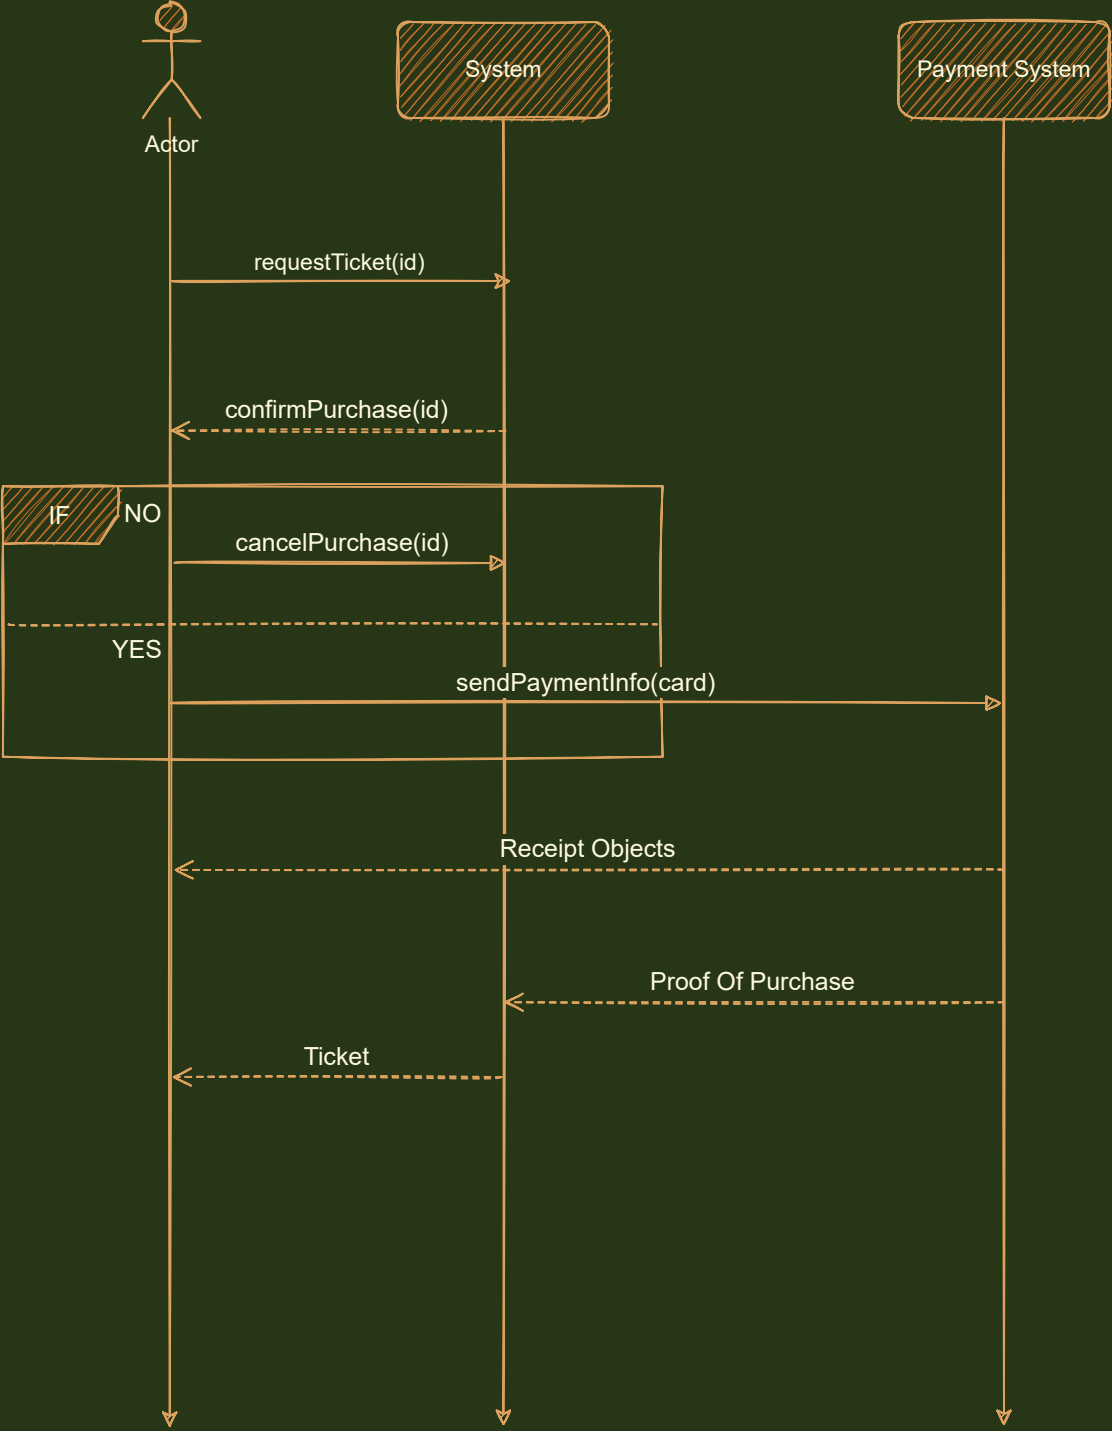 System
Payment System
Actor
requestTicket(id)
confirmPurchase(id)
IF
NO
cancelPurchase(id)
YES
sendPaymentInfo(card)
Receipt Objects
Proof Of Purchase
Ticket